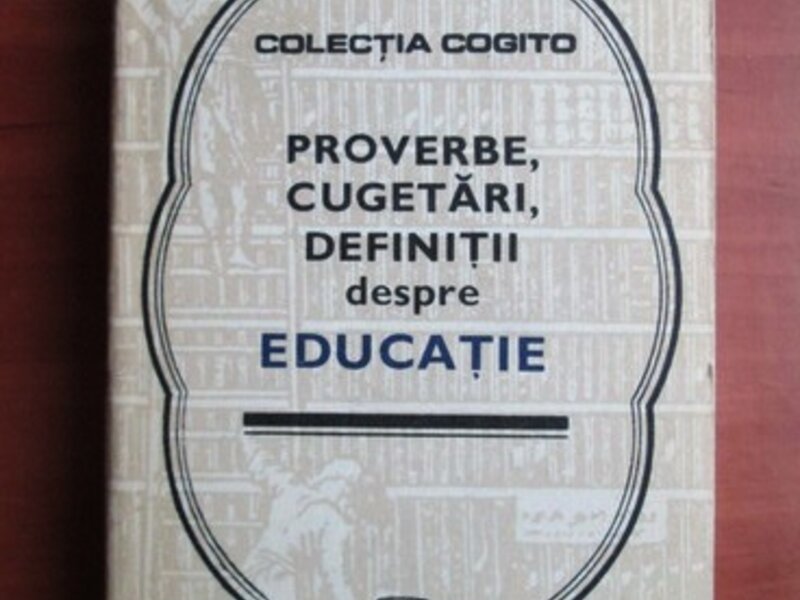 COLECȚIA COGITO
PROVERBE,
CUGETĂRI,
DEFINIȚII
despre
EDUCAȚIE